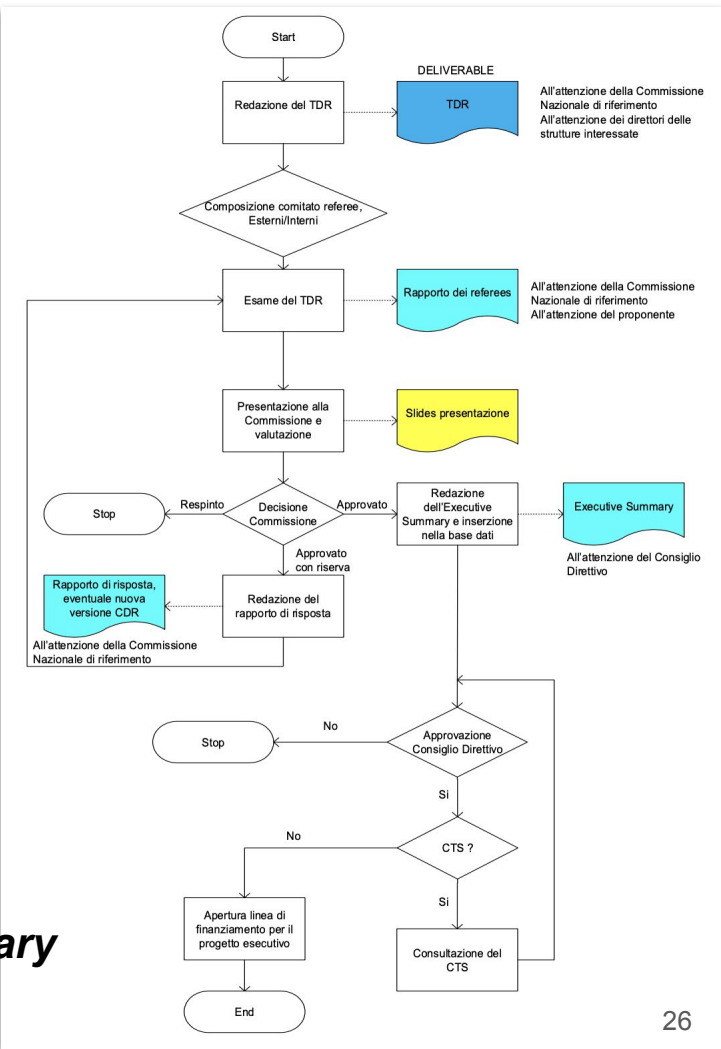 Start
DELIVERABLE
Redazione del TDR
TDR
All'attenzione della Commissione
Nazionale di riferimento
All'attenzione dei direttori delle
strutture interessate
Composizione comitato referee,
Esterni/Interni
Esame del TDR
Rapporto dei referees
All'attenzione della Commissione
Nazionale di riferimento
All'attenzione del proponente
Presentazione alla
Commissione e
valutazione
Slides presentazione
Stop
Respinto
Decisione
Commissione
Approvato
Redazione
dell'Executive
Summary e inserzione
nella base dati
Executive Summary
All'attenzione del Consiglio
Direttivo
Approvato
con riserva
Rapporto di risposta,
eventuale nuova
versione CDR
Redazione del
rapporto di risposta
All'attenzione della Commissione
Nazionale di riferimento
Stop
No
Approvazione
Consiglio Direttivo
Si
No
CTS ?
Si
Apertura linea di
finanziamento per il
progetto esecutivo
Consultazione del
CTS
ary
End
26